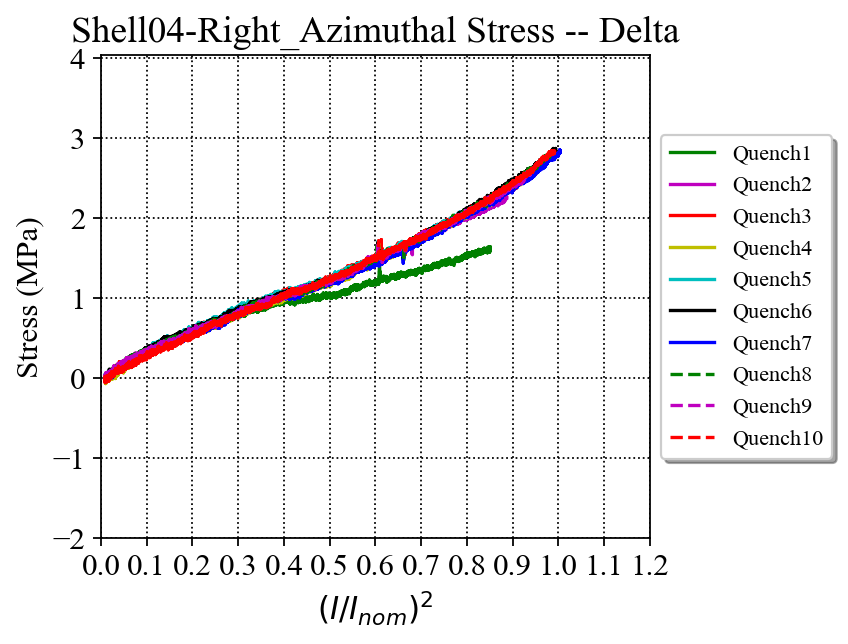 Shell04-Right_Azimuthal Stress -- Delta
Stress (MPa)
4
3
2
1
0
−1
−2
0.0 0.1 0.2 0.3 0.4 0.5 0.6 0.7 0.8 0.9 1.0 1.1 1.2
(I/I_nom)^2
Quench1
Quench2
Quench3
Quench4
Quench5
Quench6
Quench7
Quench8
Quench9
Quench10